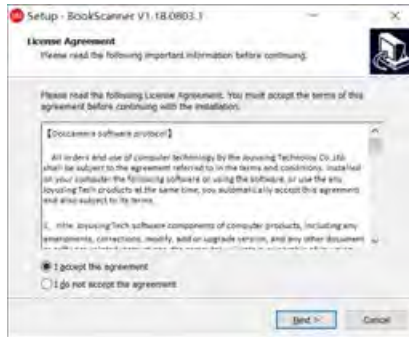 Setup - BookScanner V1.18.0803.1
License Agreement
Please read the following important information before continuing.
Please read the following License Agreement. You must accept the terms of this
agreement before continuing with the installation.
【Doccamera software protocol】
All orders and use of computer technology by the Joyusing Technology Co.,Ltd
shall be subject to the agreement referred to in the terms and conditions. Installed
on your computer the following software or using the software, or use the any
Joyusing Tech products at the same time, you automatically accept this agreement
and also subject to its terms.
1. title Joyusing Tech software components of computer products, including any
amendments, corrections, modify, add or upgrade version, and any other document
I accept the agreement
I do not accept the agreement
Next >
Cancel